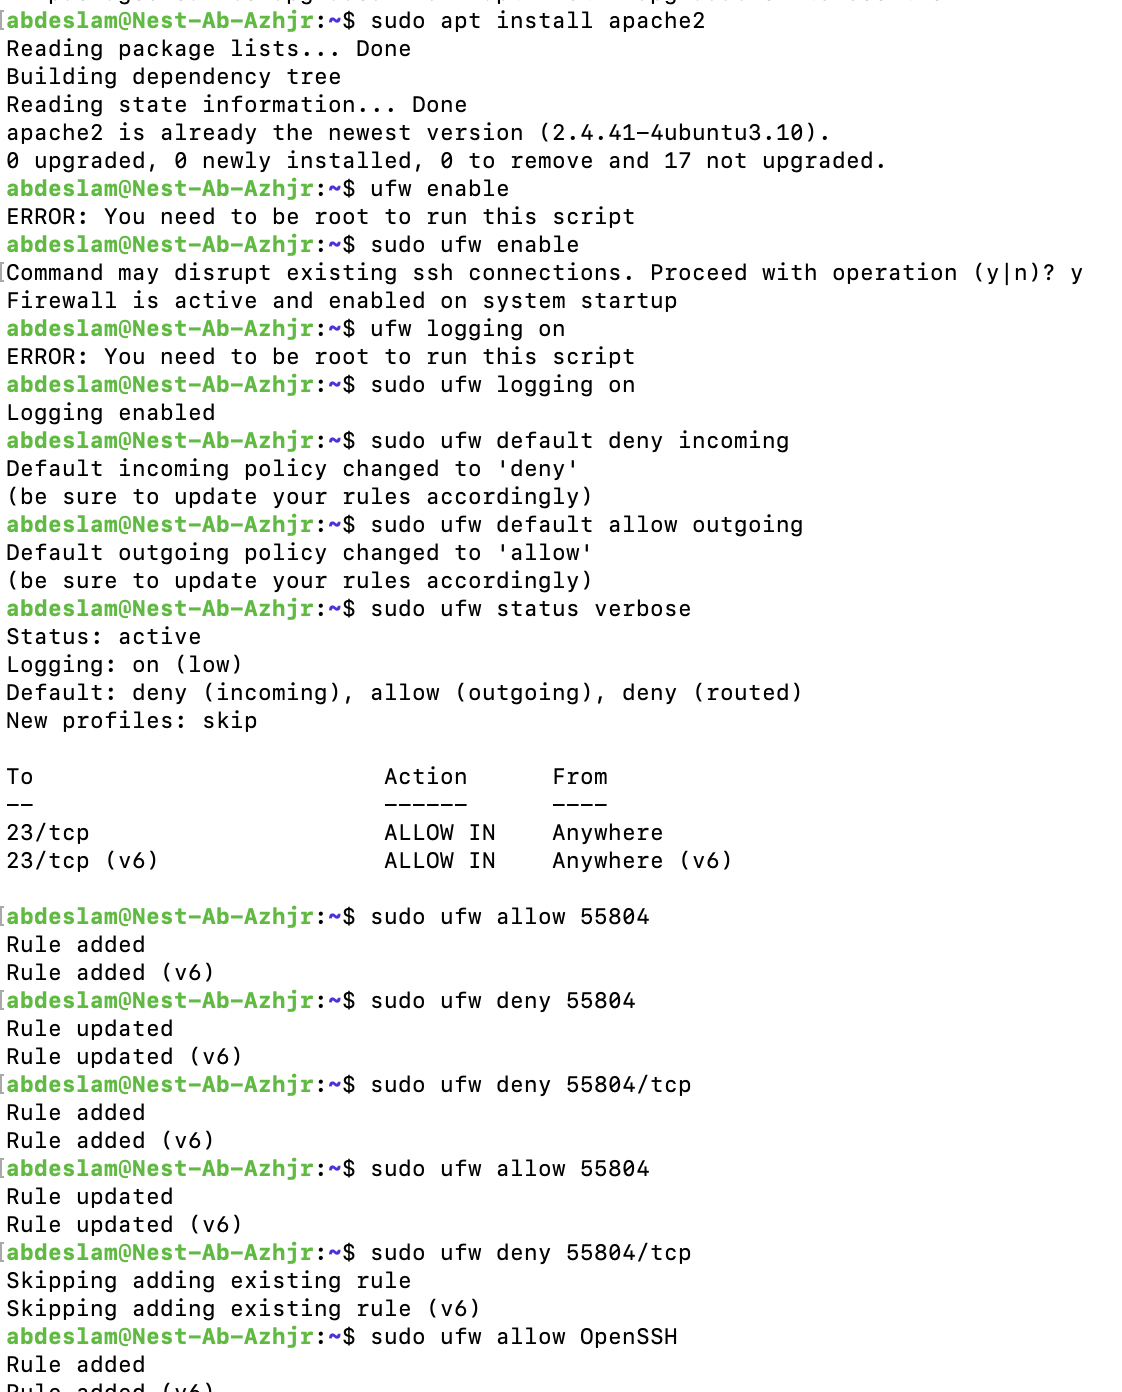 abdeslam@Nest-Ab-Azhjr:~$ sudo apt install apache2
Reading package lists... Done
Building dependency tree
Reading state information... Done
apache2 is already the newest version (2.4.41-4ubuntu3.10).
0 upgraded, 0 newly installed, 0 to remove and 17 not upgraded.
abdeslam@Nest-Ab-Azhjr:~$ ufw enable
ERROR: You need to be root to run this script
abdeslam@Nest-Ab-Azhjr:~$ sudo ufw enable
Command may disrupt existing ssh connections. Proceed with operation (y|n)? y
Firewall is active and enabled on system startup
abdeslam@Nest-Ab-Azhjr:~$ ufw logging on
ERROR: You need to be root to run this script
abdeslam@Nest-Ab-Azhjr:~$ sudo ufw logging on
Logging enabled
abdeslam@Nest-Ab-Azhjr:~$ sudo ufw default deny incoming
Default incoming policy changed to 'deny'
(be sure to update your rules accordingly)
abdeslam@Nest-Ab-Azhjr:~$ sudo ufw default allow outgoing
Default outgoing policy changed to 'allow'
(be sure to update your rules accordingly)
abdeslam@Nest-Ab-Azhjr:~$ sudo ufw status verbose
Status: active
Logging: on (low)
Default: deny (incoming), allow (outgoing), deny (routed)
New profiles: skip
To                         Action      From
--                         ------      ----
23/tcp                     ALLOW IN    Anywhere
23/tcp (v6)                ALLOW IN    Anywhere (v6)
abdeslam@Nest-Ab-Azhjr:~$ sudo ufw allow 55804
Rule added
Rule added (v6)
abdeslam@Nest-Ab-Azhjr:~$ sudo ufw deny 55804
Rule updated
Rule updated (v6)
abdeslam@Nest-Ab-Azhjr:~$ sudo ufw deny 55804/tcp
Rule added
Rule added (v6)
abdeslam@Nest-Ab-Azhjr:~$ sudo ufw allow 55804
Rule updated
Rule updated (v6)
abdeslam@Nest-Ab-Azhjr:~$ sudo ufw deny 55804/tcp
Skipping adding existing rule
Skipping adding existing rule (v6)
abdeslam@Nest-Ab-Azhjr:~$ sudo ufw allow OpenSSH
Rule added
Rule added (v6)